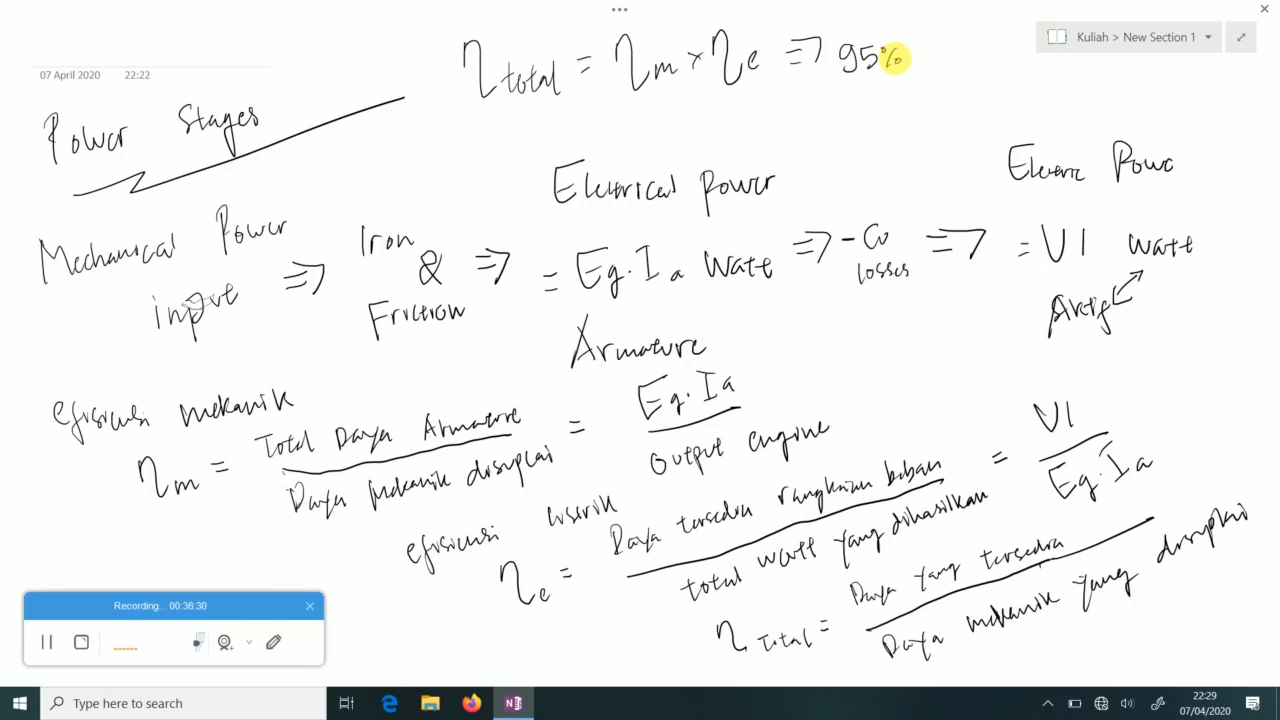 Kuliah > New Section 1
07 April 2020 22:22
η total = ηm × ηe => 95%
Power Stages
Mechanical Power input => Iron & Friction => Electrical Power = Eg. Ia Watt Armature => - Cu losses => Electric Powe = VI Watt
efisiensi mekanik
ηm = Total Daya Armature / Daya mekanik disuplai = Eg. Ia / Output engine
efisiensi listrik
ηe = Daya tersedia rangkaian beban / total watt yang dihasilkan = VI / Eg. Ia
η Total = Daya yang tersedia / Daya mekanik yang disuplai
Recording... 00:36:30
Type here to search
22:29
07/04/2020